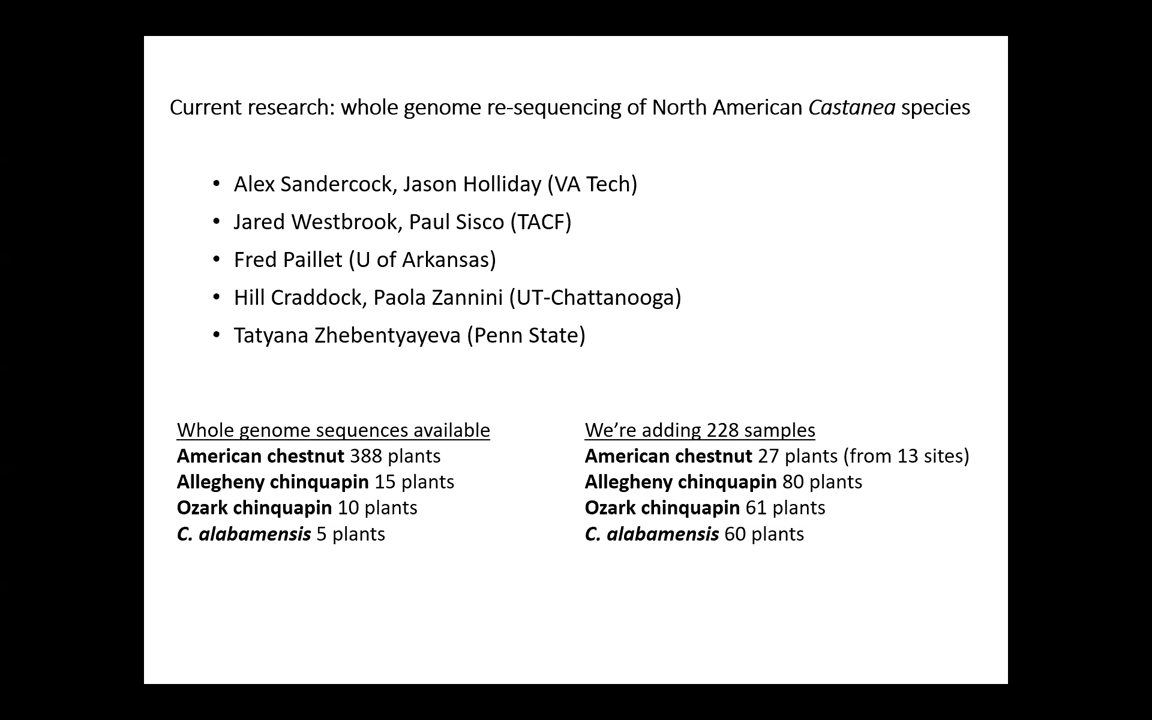 Current research: whole genome re-sequencing of North American Castanea species
• Alex Sandercock, Jason Holliday (VA Tech)
• Jared Westbrook, Paul Sisco (TACF)
• Fred Paillet (U of Arkansas)
• Hill Craddock, Paola Zannini (UT-Chattanooga)
• Tatyana Zhebentyayeva (Penn State)
Whole genome sequences available
American chestnut 388 plants
Allegheny chinquapin 15 plants
Ozark chinquapin 10 plants
C. alabamensis 5 plants
We’re adding 228 samples
American chestnut 27 plants (from 13 sites)
Allegheny chinquapin 80 plants
Ozark chinquapin 61 plants
C. alabamensis 60 plants